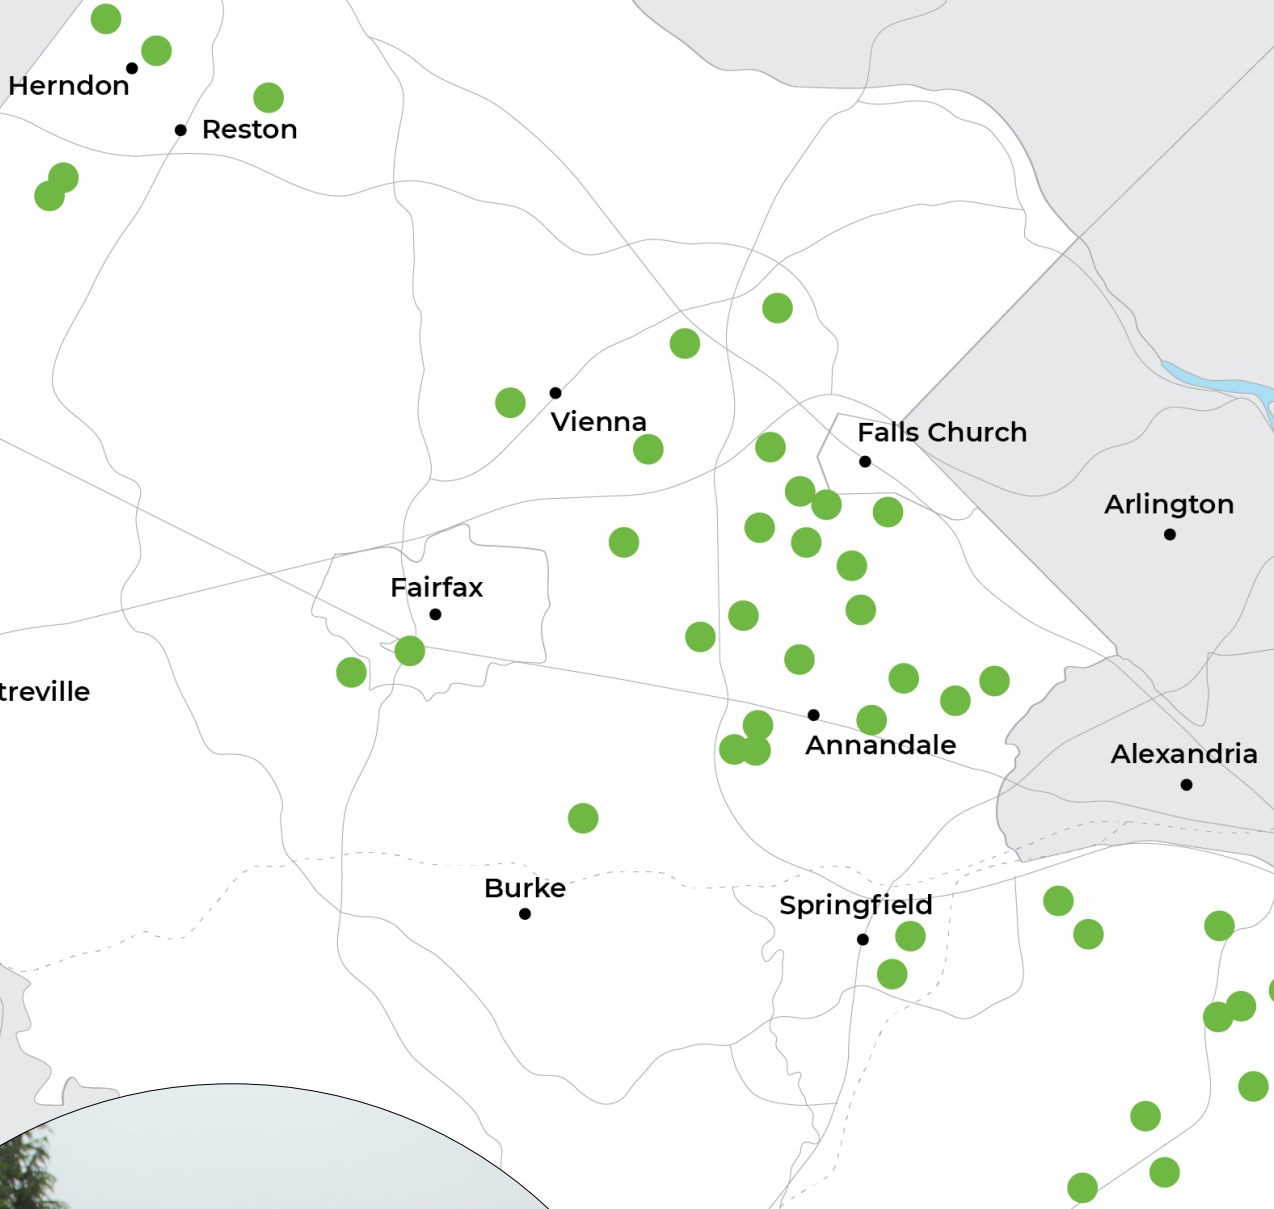 Herndon
Reston
Vienna
Falls Church
Arlington
Fairfax
treville
Annandale
Alexandria
Burke
Springfield